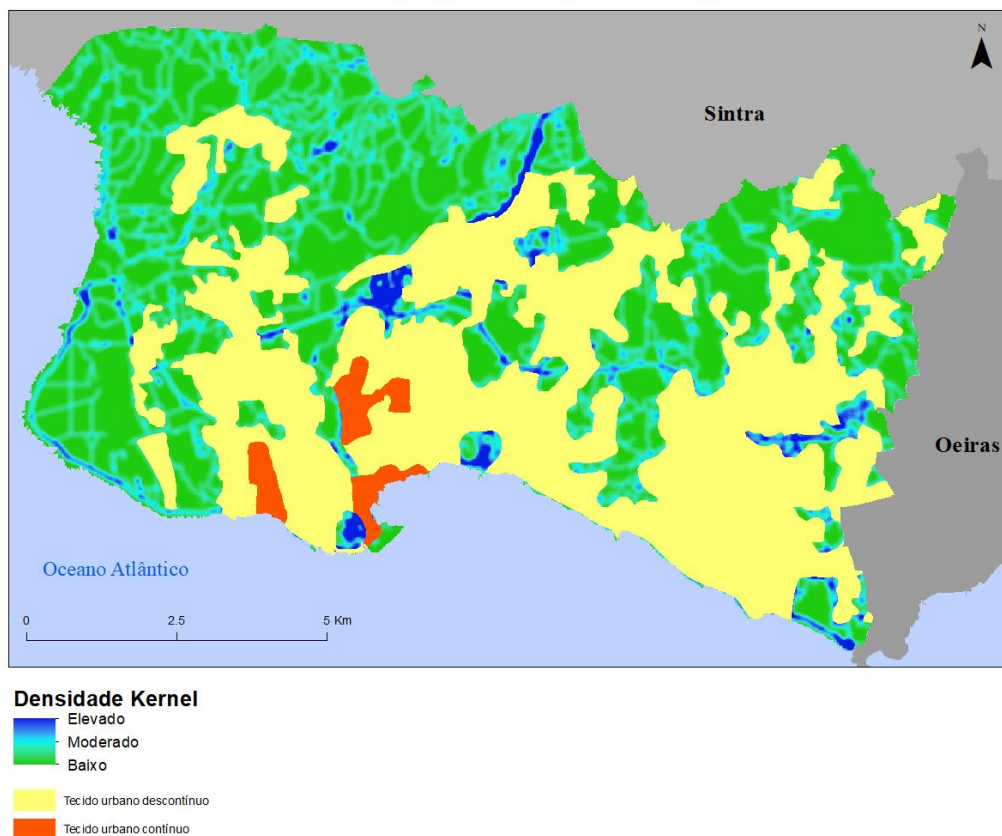 N
Sintra
Oeiras
Oceano Atlântico
0 2.5 5 Km
Densidade Kernel
Elevado
Moderado
Baixo
Tecido urbano descontínuo
Tecido urbano contínuo